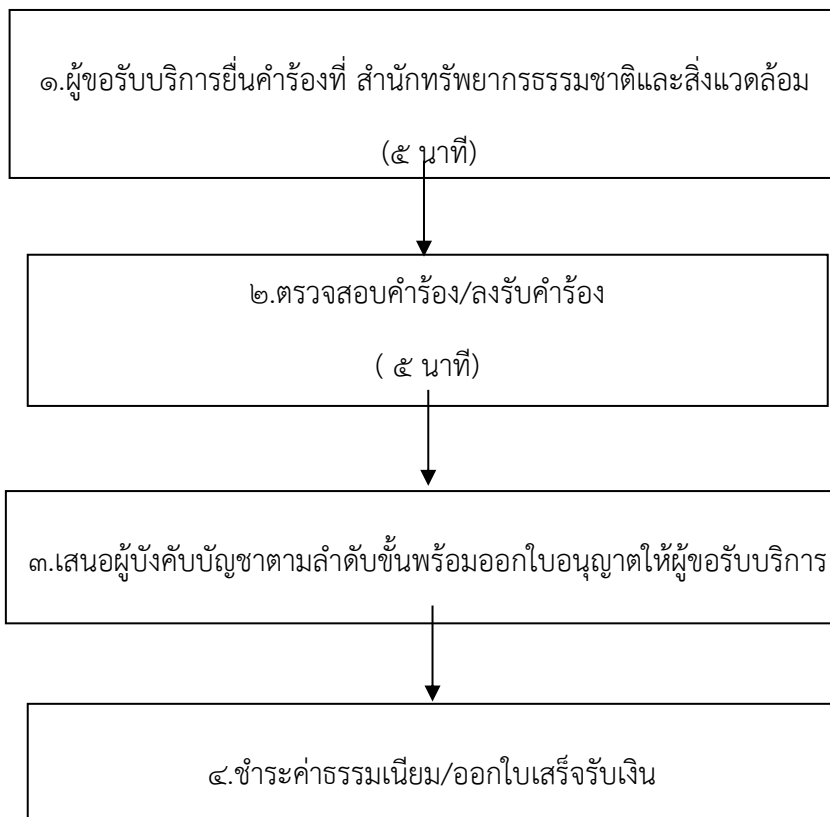 ๑.ผู้ขอรับบริการยื่นคำร้องที่ สำนักทรัพยากรธรรมชาติและสิ่งแวดล้อม
(๕ นาที)
๒.ตรวจสอบคำร้อง/ลงรับคำร้อง
( ๕ นาที)
๓.เสนอผู้บังคับบัญชาตามลำดับขั้นพร้อมออกใบอนุญาตให้ผู้ขอรับบริการ
๔.ชำระค่าธรรมเนียม/ออกใบเสร็จรับเงิน